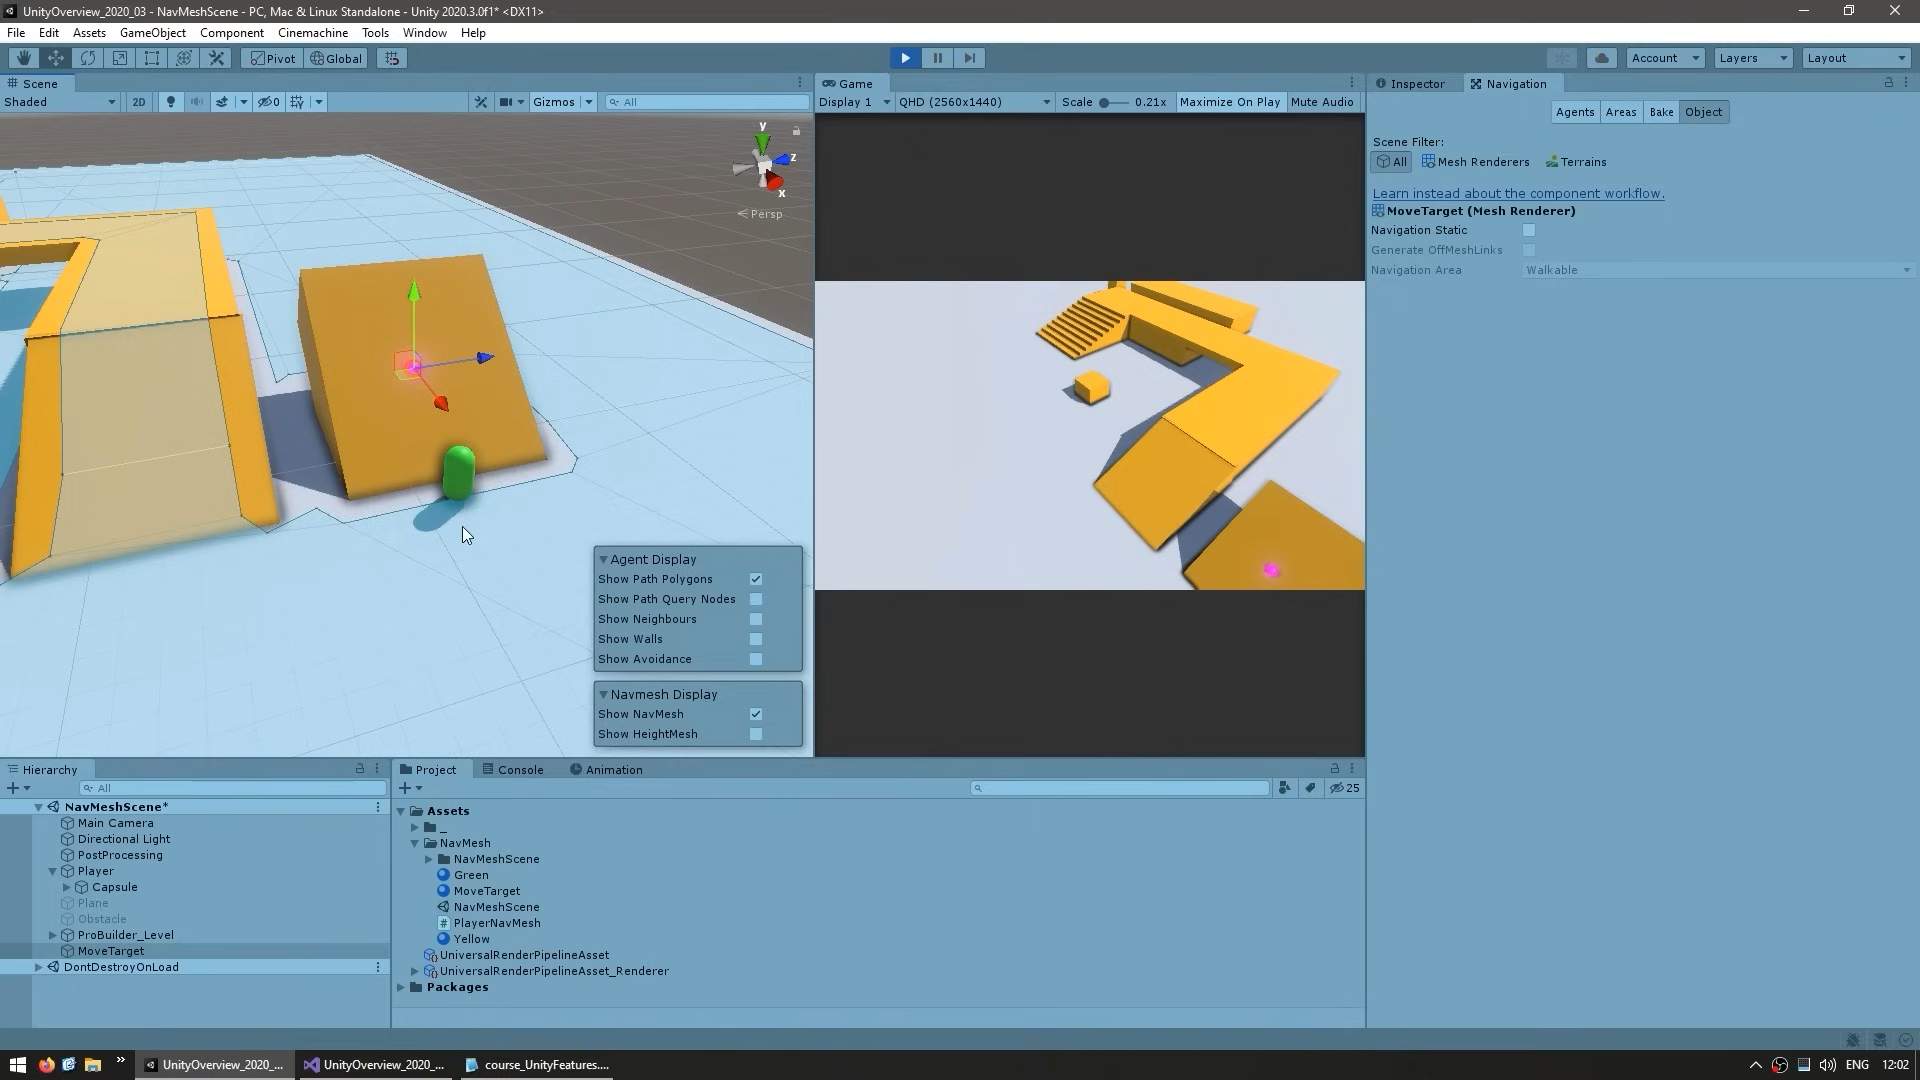 UnityOverview_2020_03 - NavMeshScene - PC, Mac & Linux Standalone - Unity 2020.3.0f1* <DX11>
File Edit Assets GameObject Component Cinemachine Tools Window Help
Pivot Global Account Layers Layout
Scene Game Inspector Navigation
Shaded 2D 0 Gizmos All Display 1 QHD (2560x1440) Scale 0.21x Maximize On Play Mute Audio
Agents Areas Bake Object
y
z
x
Persp
Scene Filter:
All Mesh Renderers Terrains
Learn instead about the component workflow.
MoveTarget (Mesh Renderer)
Navigation Static
Generate OffMeshLinks
Navigation Area Walkable
Agent Display
Show Path Polygons
Show Path Query Nodes
Show Neighbours
Show Walls
Show Avoidance
Navmesh Display
Show NavMesh
Show HeightMesh
Hierarchy
All
NavMeshScene*
Main Camera
Directional Light
PostProcessing
Player
Capsule
Plane
Obstacle
ProBuilder_Level
MoveTarget
DontDestroyOnLoad
Project Console Animation
25
Assets
_
NavMesh
NavMeshScene
Green
MoveTarget
NavMeshScene
PlayerNavMesh
Yellow
UniversalRenderPipelineAsset
UniversalRenderPipelineAsset_Renderer
Packages
UnityOverview_2020_... UnityOverview_2020_... course_UnityFeatures.... ENG 12:02